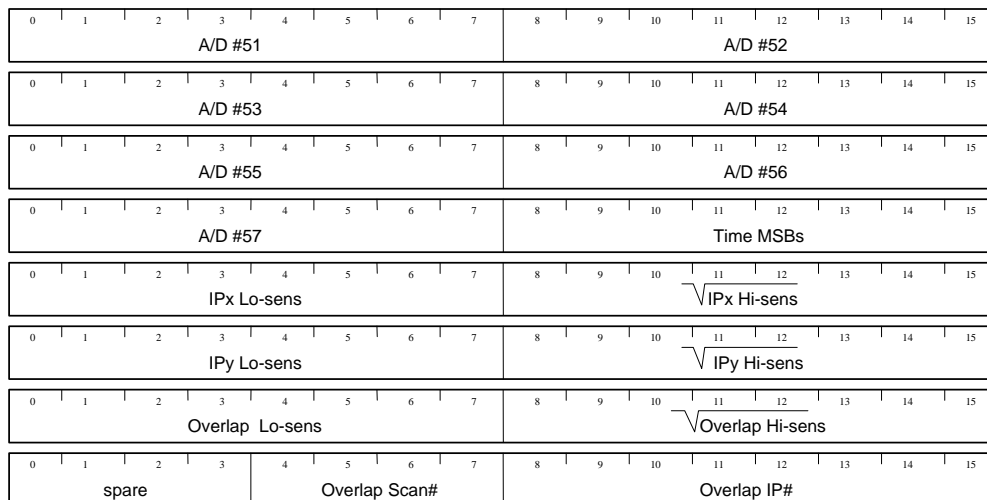 0 1 2 3 4 5 6 7 8 9 10 11 12 13 14 15
A/D #51 A/D #52
0 1 2 3 4 5 6 7 8 9 10 11 12 13 14 15
A/D #53 A/D #54
0 1 2 3 4 5 6 7 8 9 10 11 12 13 14 15
A/D #55 A/D #56
0 1 2 3 4 5 6 7 8 9 10 11 12 13 14 15
A/D #57 Time MSBs
0 1 2 3 4 5 6 7 8 9 10 11 12 13 14 15
IPx Lo-sens √IPx Hi-sens
0 1 2 3 4 5 6 7 8 9 10 11 12 13 14 15
IPy Lo-sens √IPy Hi-sens
0 1 2 3 4 5 6 7 8 9 10 11 12 13 14 15
Overlap Lo-sens √Overlap Hi-sens
0 1 2 3 4 5 6 7 8 9 10 11 12 13 14 15
spare Overlap Scan# Overlap IP#